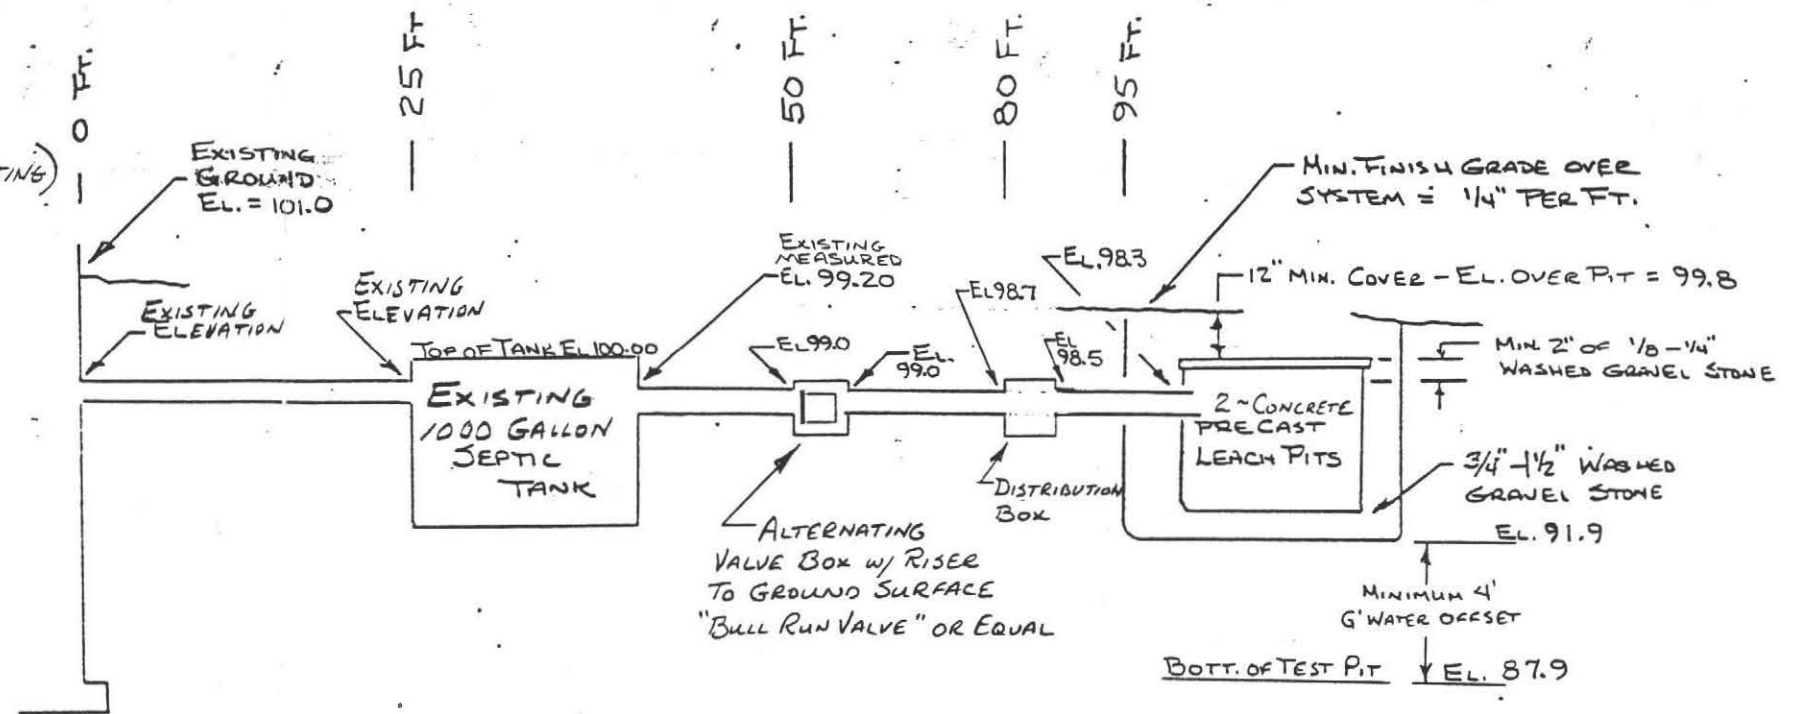 0 FT.
25 FT
50 FT.
80 FT.
95 FT.
TING)
EXISTING
GROUND
EL. = 101.0
MIN. FINISH GRADE OVER
SYSTEM = 1/4" PER FT.
EXISTING
MEASURED
EL. 99.20
EL. 98.3
12" MIN. COVER - EL. OVER PIT = 99.8
EXISTING
ELEVATION
EXISTING
ELEVATION
EL 98.7
TOP OF TANK EL 100.00
EL 99.0
EL.
99.0
EL
98.5
MIN. 2" OF 1/8 - 1/4"
WASHED GRAVEL STONE
EXISTING
1000 GALLON
SEPTIC
TANK
2 ~ CONCRETE
PRECAST
LEACH PITS
3/4" - 1 1/2" WASHED
GRAVEL STONE
DISTRIBUTION
BOX
EL. 91.9
ALTERNATING
VALVE BOX W/ RISER
TO GROUND SURFACE
"BULL RUN VALVE" OR EQUAL
MINIMUM 4'
G'WATER OFFSET
BOTT. OF TEST PIT
EL. 87.9